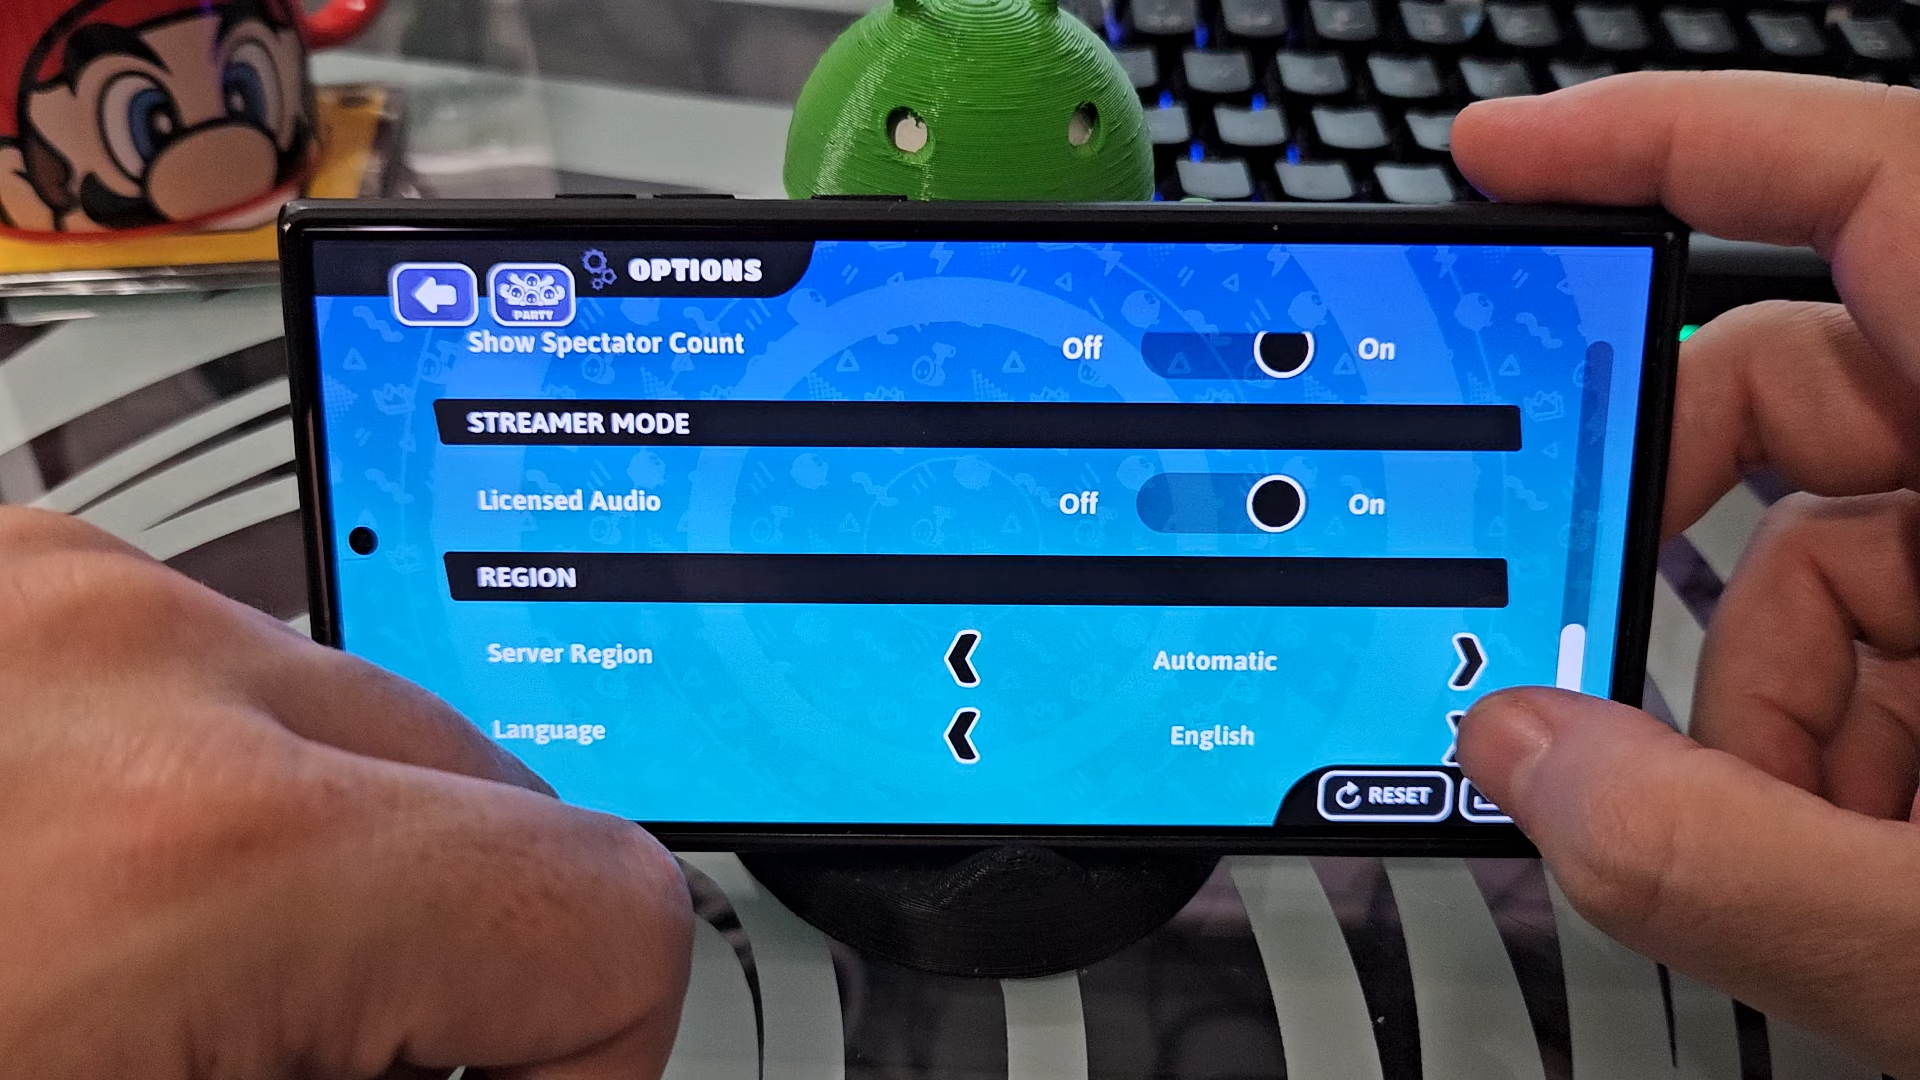 OPTIONS
PARTY
Show Spectator Count Off On
STREAMER MODE
Licensed Audio Off On
REGION
Server Region Automatic
Language English
RESET